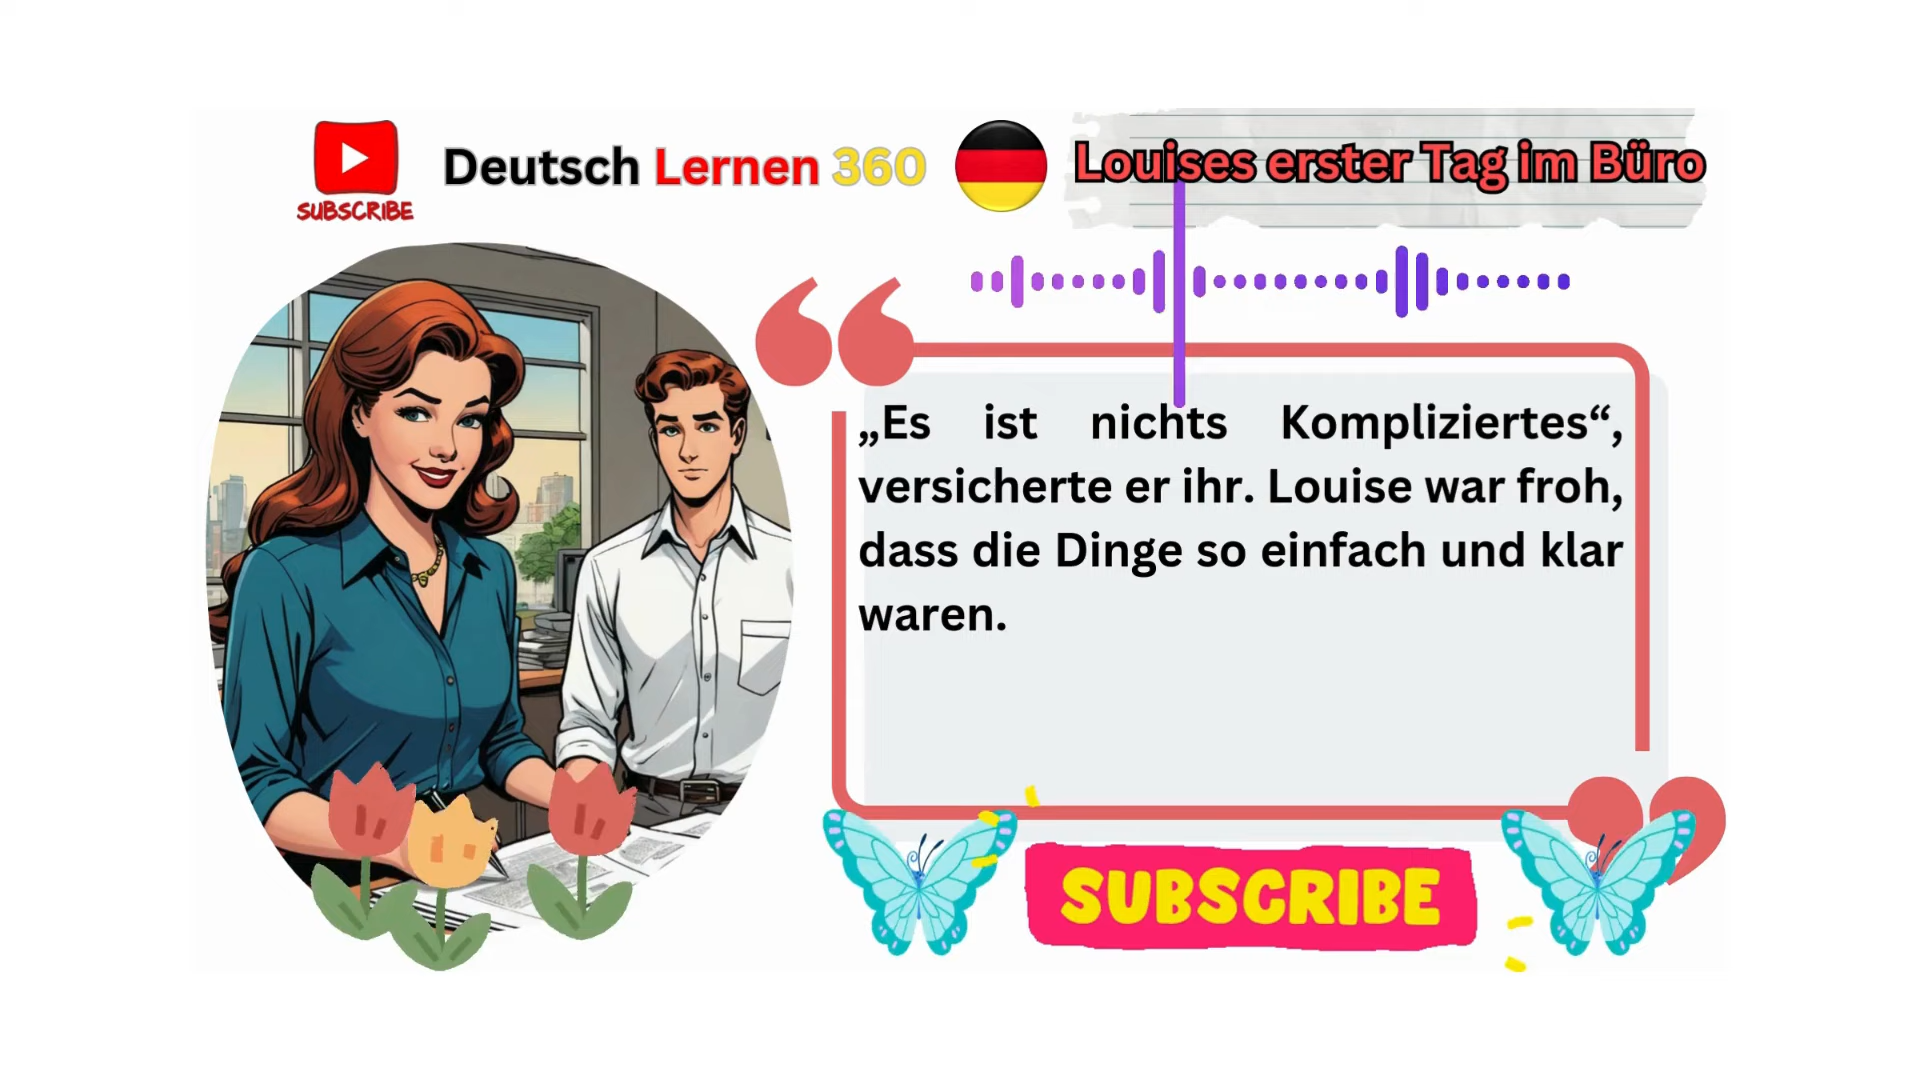 SUBSCRIBE
Deutsch Lernen 360
Louises erster Tag im Büro
„Es ist nichts Kompliziertes“,
versicherte er ihr. Louise war froh,
dass die Dinge so einfach und klar
waren.
SUBSCRIBE